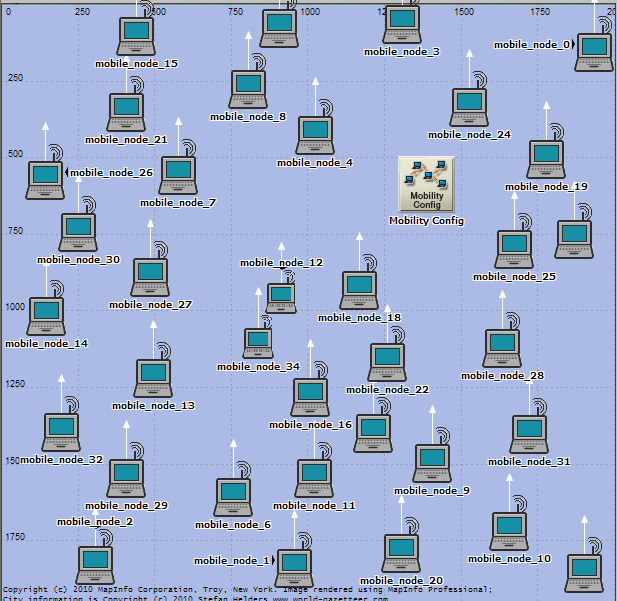 0 250 750 1000 1500 1750 20
mobile_node_3
mobile_node_0
mobile_node_15
250
mobile_node_8
mobile_node_21
mobile_node_24
500
mobile_node_4
mobile_node_26
mobile_node_19
mobile_node_7
Mobility
Config
Mobility Config
750
mobile_node_30
mobile_node_12
mobile_node_25
mobile_node_27
1000
mobile_node_18
mobile_node_14
mobile_node_34
mobile_node_28
1250
mobile_node_22
mobile_node_13
mobile_node_16
1500
mobile_node_32
mobile_node_31
mobile_node_9
mobile_node_29
mobile_node_11
mobile_node_2
mobile_node_6
1750
mobile_node_1
mobile_node_10
mobile_node_20
Copyright (c) 2010 MapInfo Corporation, Troy, New York. Image rendered using MapInfo Professional;
City information is Copyright (c) 2010 Stefan Helders www.world-gazetteer.com